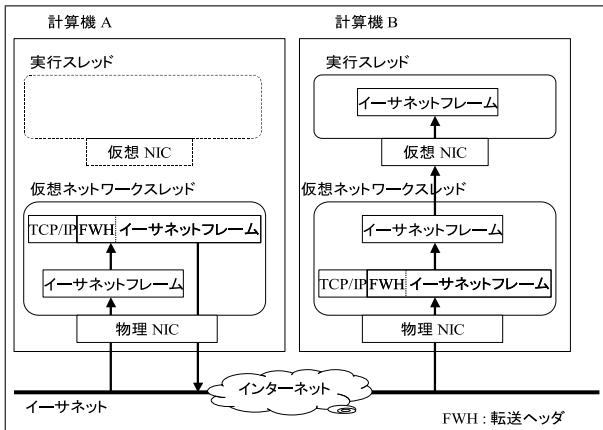 計算機 A
実行スレッド
仮想 NIC
仮想ネットワークスレッド
TCP/IP FWH イーサネットフレーム
イーサネットフレーム
物理 NIC
計算機 B
実行スレッド
イーサネットフレーム
仮想 NIC
仮想ネットワークスレッド
イーサネットフレーム
TCP/IP FWH イーサネットフレーム
物理 NIC
インターネット
イーサネット
FWH : 転送ヘッダ